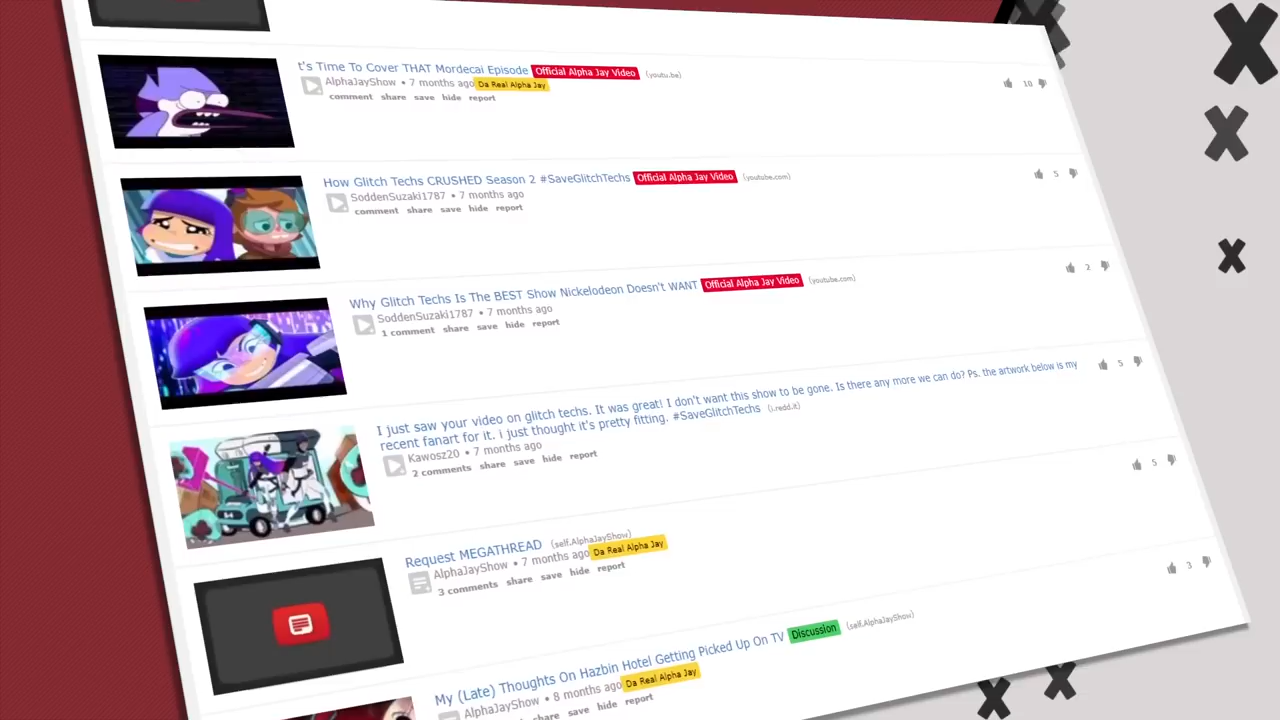 t's Time To Cover THAT Mordecai Episode Official Alpha Jay Video (youtu.be)
AlphaJayShow • 7 months ago Da Real Alpha Jay
comment share save hide report
10
How Glitch Techs CRUSHED Season 2 #SaveGlitchTechs Official Alpha Jay Video (youtube.com)
SoddenSuzaki1787 • 7 months ago
comment share save hide report
5
Why Glitch Techs Is The BEST Show Nickelodeon Doesn't WANT Official Alpha Jay Video (youtube.com)
SoddenSuzaki1787 • 7 months ago
1 comment share save hide report
2
I just saw your video on glitch techs. It was great! I don't want this show to be gone. Is there any more we can do? Ps. the artwork below is my
recent fanart for it. i just thought it's pretty fitting. #SaveGlitchTechs (i.redd.it)
Kawosz20 • 7 months ago
2 comments share save hide report
5
Request MEGATHREAD (self.AlphaJayShow)
AlphaJayShow • 7 months ago Da Real Alpha Jay
3 comments share save hide report
5
My (Late) Thoughts On Hazbin Hotel Getting Picked Up On TV Discussion (self.AlphaJayShow)
AlphaJayShow • 8 months ago Da Real Alpha Jay
share save hide report
3